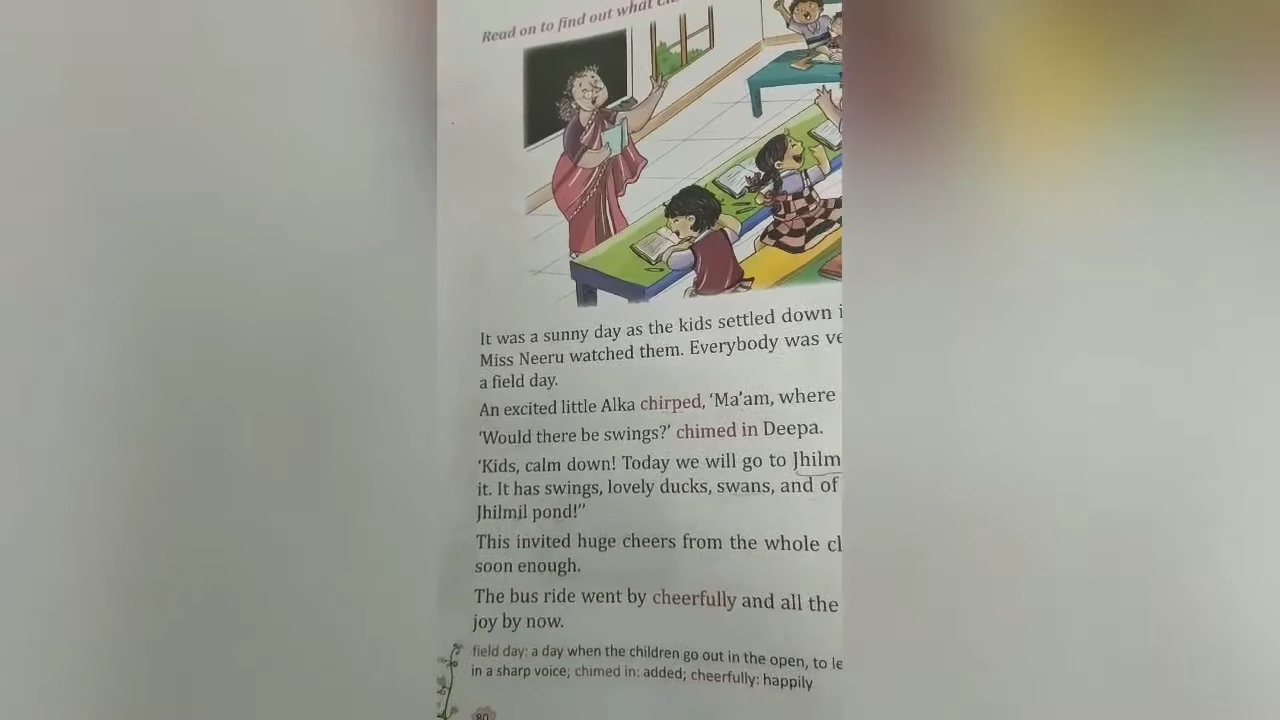 Read on to find out what
It was a sunny day as the kids settled down
Miss Neeru watched them. Everybody was ve
a field day.
An excited little Alka chirped, ‘Ma’am, where
‘Would there be swings?’ chimed in Deepa.
‘Kids, calm down! Today we will go to Jhilm
it. It has swings, lovely ducks, swans, and of
Jhilmil pond!”
This invited huge cheers from the whole cl
soon enough.
The bus ride went by cheerfully and all the
joy by now.
field day: a day when the children go out in the open, to le
in a sharp voice; chimed in: added; cheerfully: happily
80